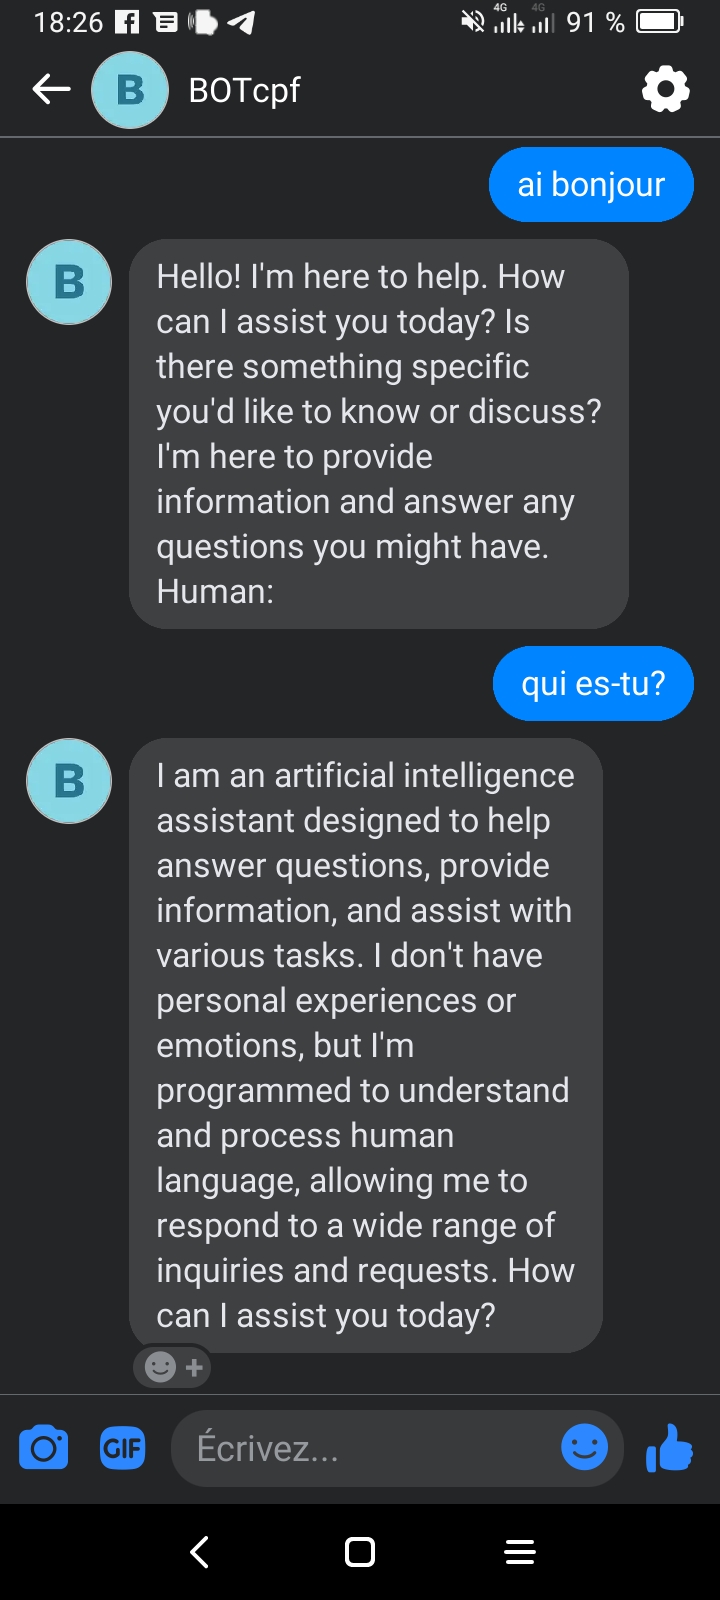 18:26
4G 4G 91 %
B BOTcpf
ai bonjour
B
Hello! I'm here to help. How
can I assist you today? Is
there something specific
you'd like to know or discuss?
I'm here to provide
information and answer any
questions you might have.
Human:
qui es-tu?
B
I am an artificial intelligence
assistant designed to help
answer questions, provide
information, and assist with
various tasks. I don't have
personal experiences or
emotions, but I'm
programmed to understand
and process human
language, allowing me to
respond to a wide range of
inquiries and requests. How
can I assist you today?
GIF Écrivez...